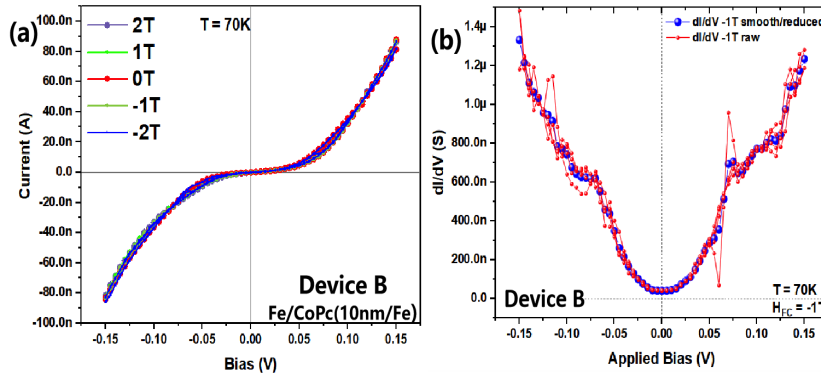 (a)
2T
1T
0T
-1T
-2T
T = 70K
100.0n
80.0n
60.0n
40.0n
20.0n
0.0
-20.0n
-40.0n
-60.0n
-80.0n
-100.0n
Current (A)
-0.15 -0.10 -0.05 0.00 0.05 0.10 0.15
Bias (V)
Device B
Fe/CoPc(10nm/Fe)
(b)
dI/dV -1T smooth/reduced
dI/dV -1T raw
1.4µ
1.2µ
1.0µ
800.0n
600.0n
400.0n
200.0n
0.0
dI/dV (S)
-0.15 -0.10 -0.05 0.00 0.05 0.10 0.15
Applied Bias (V)
Device B
T = 70K
H_FC = -1T